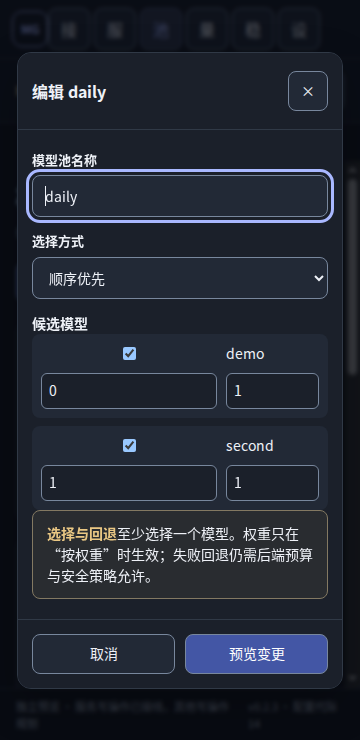 编辑 daily
×
模型池名称
daily
选择方式
顺序优先
候选模型
demo
0
1
second
1
1
选择与回退至少选择一个模型。权重只在
“按权重”时生效；失败回退仍需后端预算
与安全策略允许。
取消
预览变更